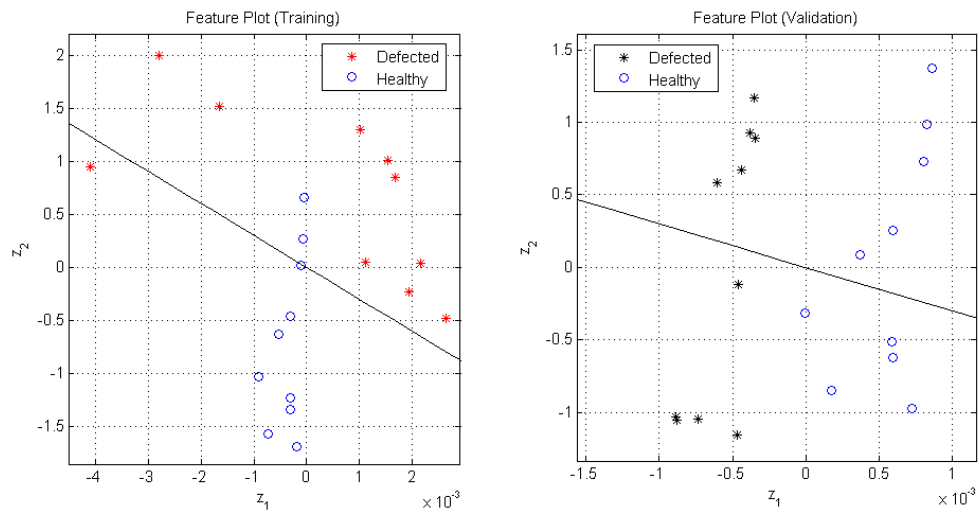 Feature Plot (Training)
2
1.5
1
0.5
0
-0.5
-1
-1.5
z2
Defected
Healthy
-4
-3
-2
-1
0
1
2
z1
× 10-3
Feature Plot (Validation)
1.5
1
0.5
0
-0.5
-1
z2
Defected
Healthy
-1.5
-1
-0.5
0
0.5
1
z1
× 10-3